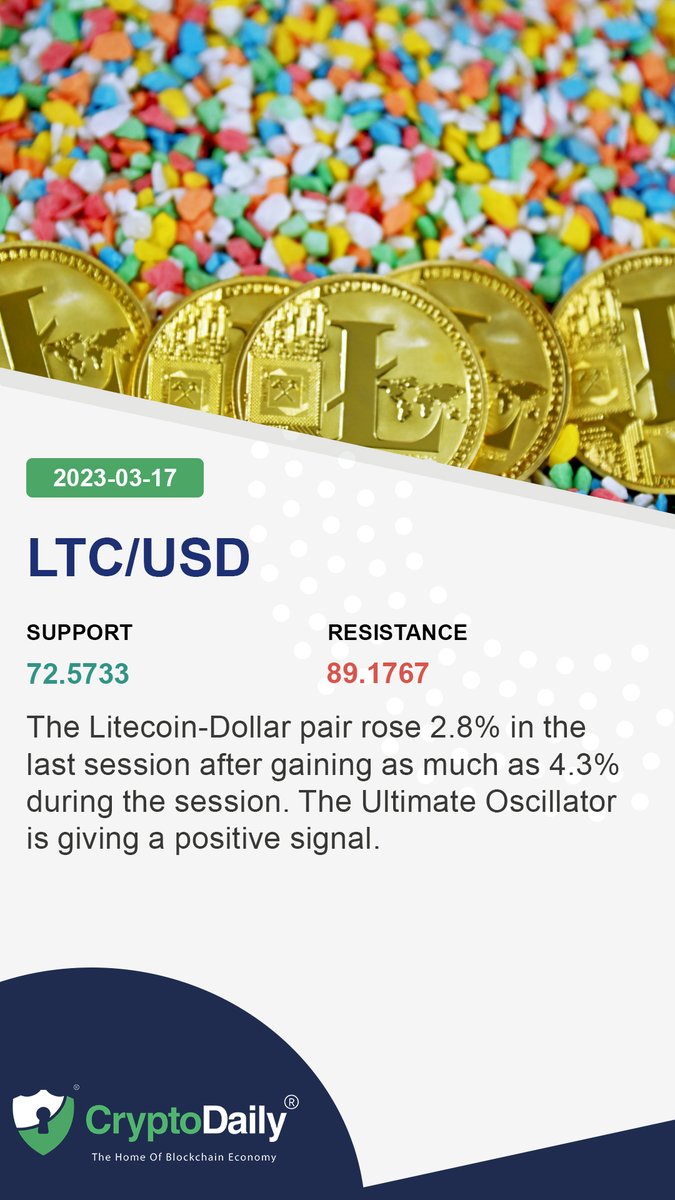 2023-03-17
LTC/USD
SUPPORT RESISTANCE
72.5733 89.1767
The Litecoin-Dollar pair rose 2.8% in the
last session after gaining as much as 4.3%
during the session. The Ultimate Oscillator
is giving a positive signal.
CryptoDaily®
The Home Of Blockchain Economy